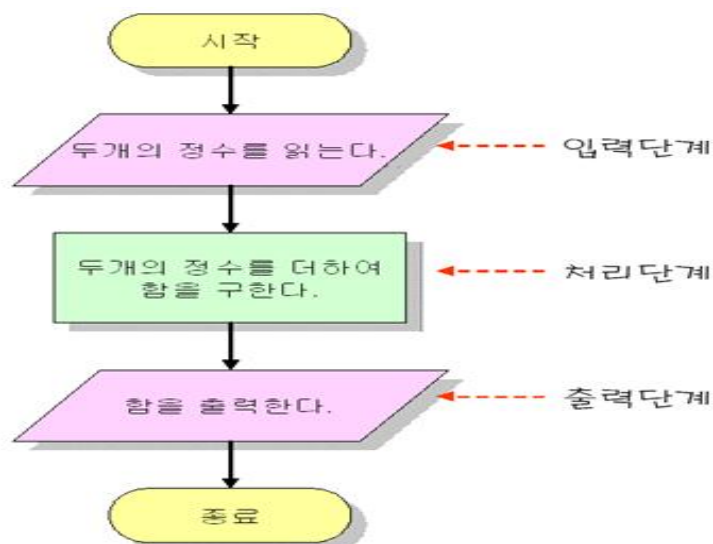 시작
두개의 정수를 읽는다.
입력단계
두개의 정수를 더하여
합을 구한다.
처리단계
합을 출력한다.
출력단계
종료